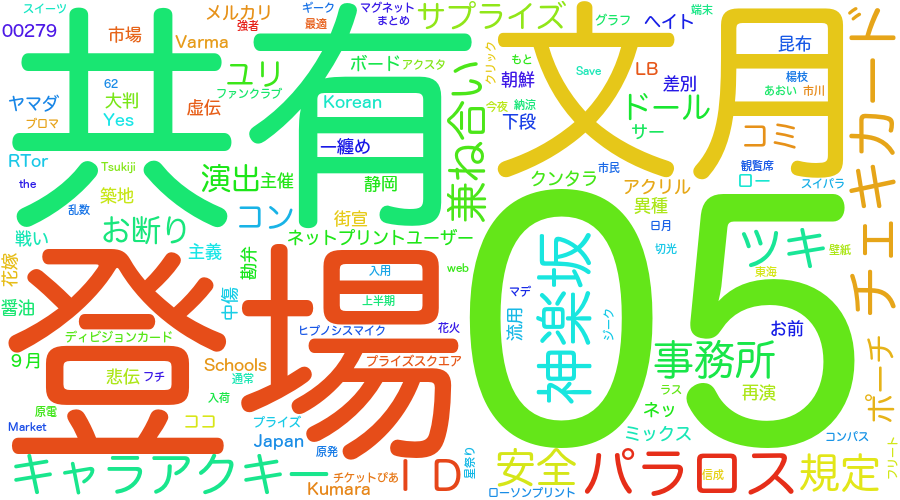 スイーツ
00279
市場
メルカリ
強者
Varma
ギーク
最適
マグネット
まとめ
サプライズ
グラフ
ヘイト
端末
チェキカード
共有
文月
ユリ
ボード
アクスタ
クリック
もと
朝鮮
Save
LB
差別
昆布
楊枝
あおい
市川
ヤマダ
62
大判
虚伝
ファンクラブ
Korean
兼ね合い
今夜
納涼
下段
ドール
サー
コミ
ブロマ
Yes
RTor
the
Tsukiji
築地
乱数
演出
主催
一纏め
静岡
市民
観覧席
ロー
スイパラ
クンタラ
アクリル
異種
お断り
コン
街宣
日月
戦い
主義
ネットプリントユーザー
切光
ツキ
壁紙
東海
花嫁
中傷
勘弁
入用
web
05
神楽坂
醤油
登場
上半期
マデ
流用
ジーク
お前
ディビジョンカード
ヒプノシスマイク
花火
9月
Schools
プライズスクエア
事務所
ポーチ
悲伝
フチ
通常
ラス
再演
原電
入荷
ココ
プライズ
ネッ
Market
Japan
原発
星祭り
ミックス
コンパス
フリート
キャラアクキー
チケットぴあ
Kumara
ID
安全
ローソンプリント
パラロス
信成
規定